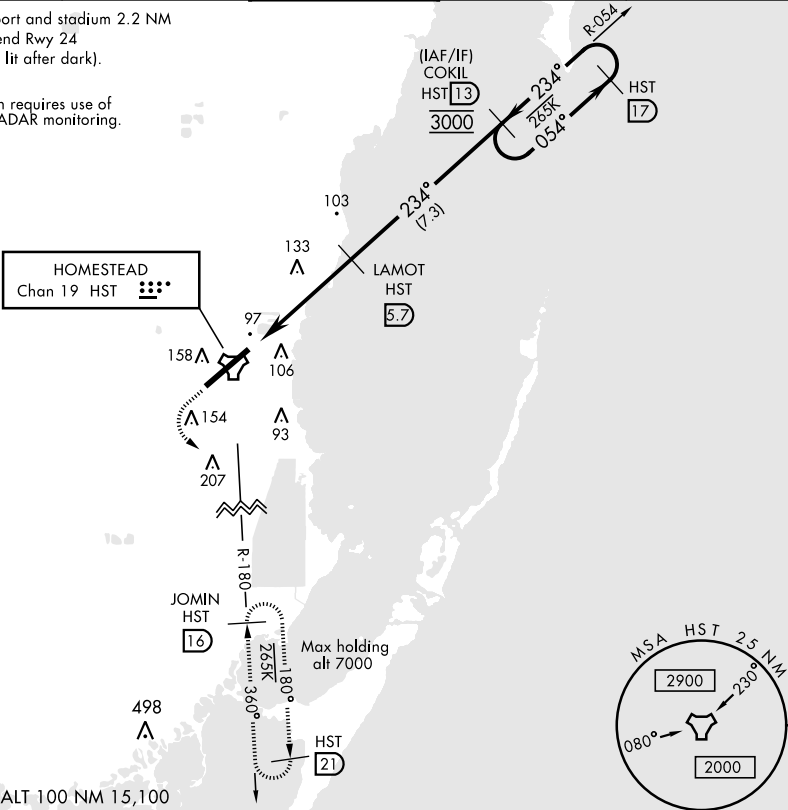 ort and stadium 2.2 NM
end Rwy 24
lit after dark).
n requires use of
ADAR monitoring.
(IAF/IF)
COKIL
HST 13
3000
R-054
234°
265K
054°
HST
17
234°
(7.3)
103
133
LAMOT
HST
5.7
HOMESTEAD
Chan 19 HST
97
158
106
154
93
207
R-180
JOMIN
HST
16
Max holding
alt 7000
265K
180°
360°
498
HST
21
MSA HST 25 NM
2900
230°
080°
2000
ALT 100 NM 15,100